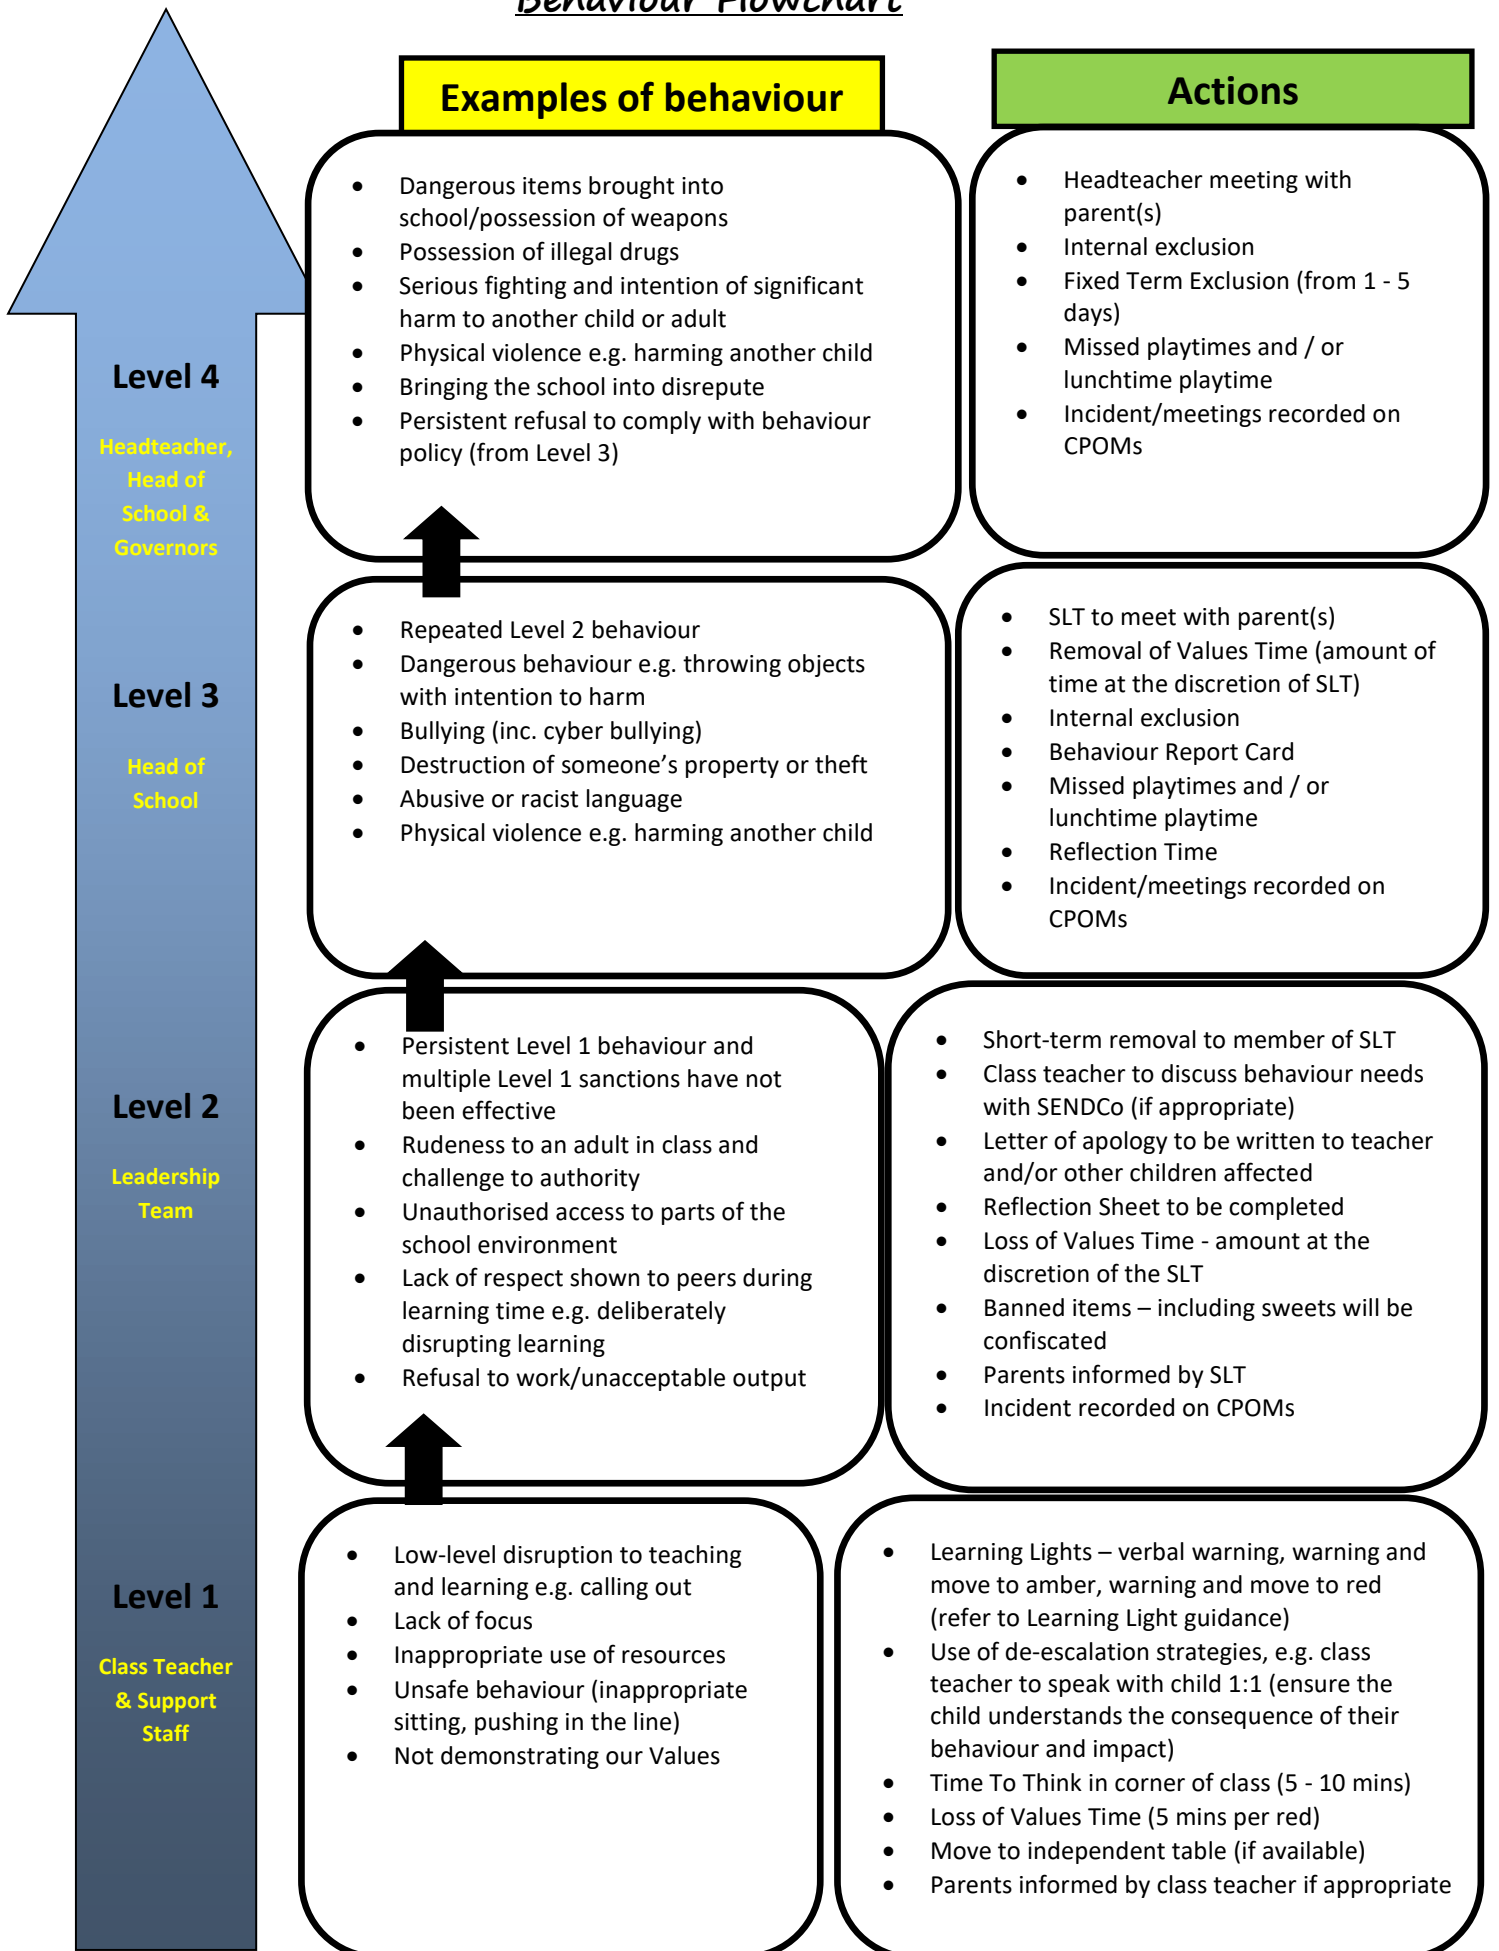 Behaviour Flowchart
Examples of behaviour
Actions
Level 4
Headteacher,
Head of
School &
Governors
• Dangerous items brought into
school/possession of weapons
• Possession of illegal drugs
• Serious fighting and intention of significant
harm to another child or adult
• Physical violence e.g. harming another child
• Bringing the school into disrepute
• Persistent refusal to comply with behaviour
policy (from Level 3)
• Headteacher meeting with
parent(s)
• Internal exclusion
• Fixed Term Exclusion (from 1 - 5
days)
• Missed playtimes and / or
lunchtime playtime
• Incident/meetings recorded on
CPOMs
Level 3
Head of
School
• Repeated Level 2 behaviour
• Dangerous behaviour e.g. throwing objects
with intention to harm
• Bullying (inc. cyber bullying)
• Destruction of someone’s property or theft
• Abusive or racist language
• Physical violence e.g. harming another child
• SLT to meet with parent(s)
• Removal of Values Time (amount of
time at the discretion of SLT)
• Internal exclusion
• Behaviour Report Card
• Missed playtimes and / or
lunchtime playtime
• Reflection Time
• Incident/meetings recorded on
CPOMs
Level 2
Leadership
Team
• Persistent Level 1 behaviour and
multiple Level 1 sanctions have not
been effective
• Rudeness to an adult in class and
challenge to authority
• Unauthorised access to parts of the
school environment
• Lack of respect shown to peers during
learning time e.g. deliberately
disrupting learning
• Refusal to work/unacceptable output
• Short-term removal to member of SLT
• Class teacher to discuss behaviour needs
with SENDCo (if appropriate)
• Letter of apology to be written to teacher
and/or other children affected
• Reflection Sheet to be completed
• Loss of Values Time - amount at the
discretion of the SLT
• Banned items – including sweets will be
confiscated
• Parents informed by SLT
• Incident recorded on CPOMs
Level 1
Class Teacher
& Support
Staff
• Low-level disruption to teaching
and learning e.g. calling out
• Lack of focus
• Inappropriate use of resources
• Unsafe behaviour (inappropriate
sitting, pushing in the line)
• Not demonstrating our Values
• Learning Lights – verbal warning, warning and
move to amber, warning and move to red
(refer to Learning Light guidance)
• Use of de-escalation strategies, e.g. class
teacher to speak with child 1:1 (ensure the
child understands the consequence of their
behaviour and impact)
• Time To Think in corner of class (5 - 10 mins)
• Loss of Values Time (5 mins per red)
• Move to independent table (if available)
• Parents informed by class teacher if appropriate